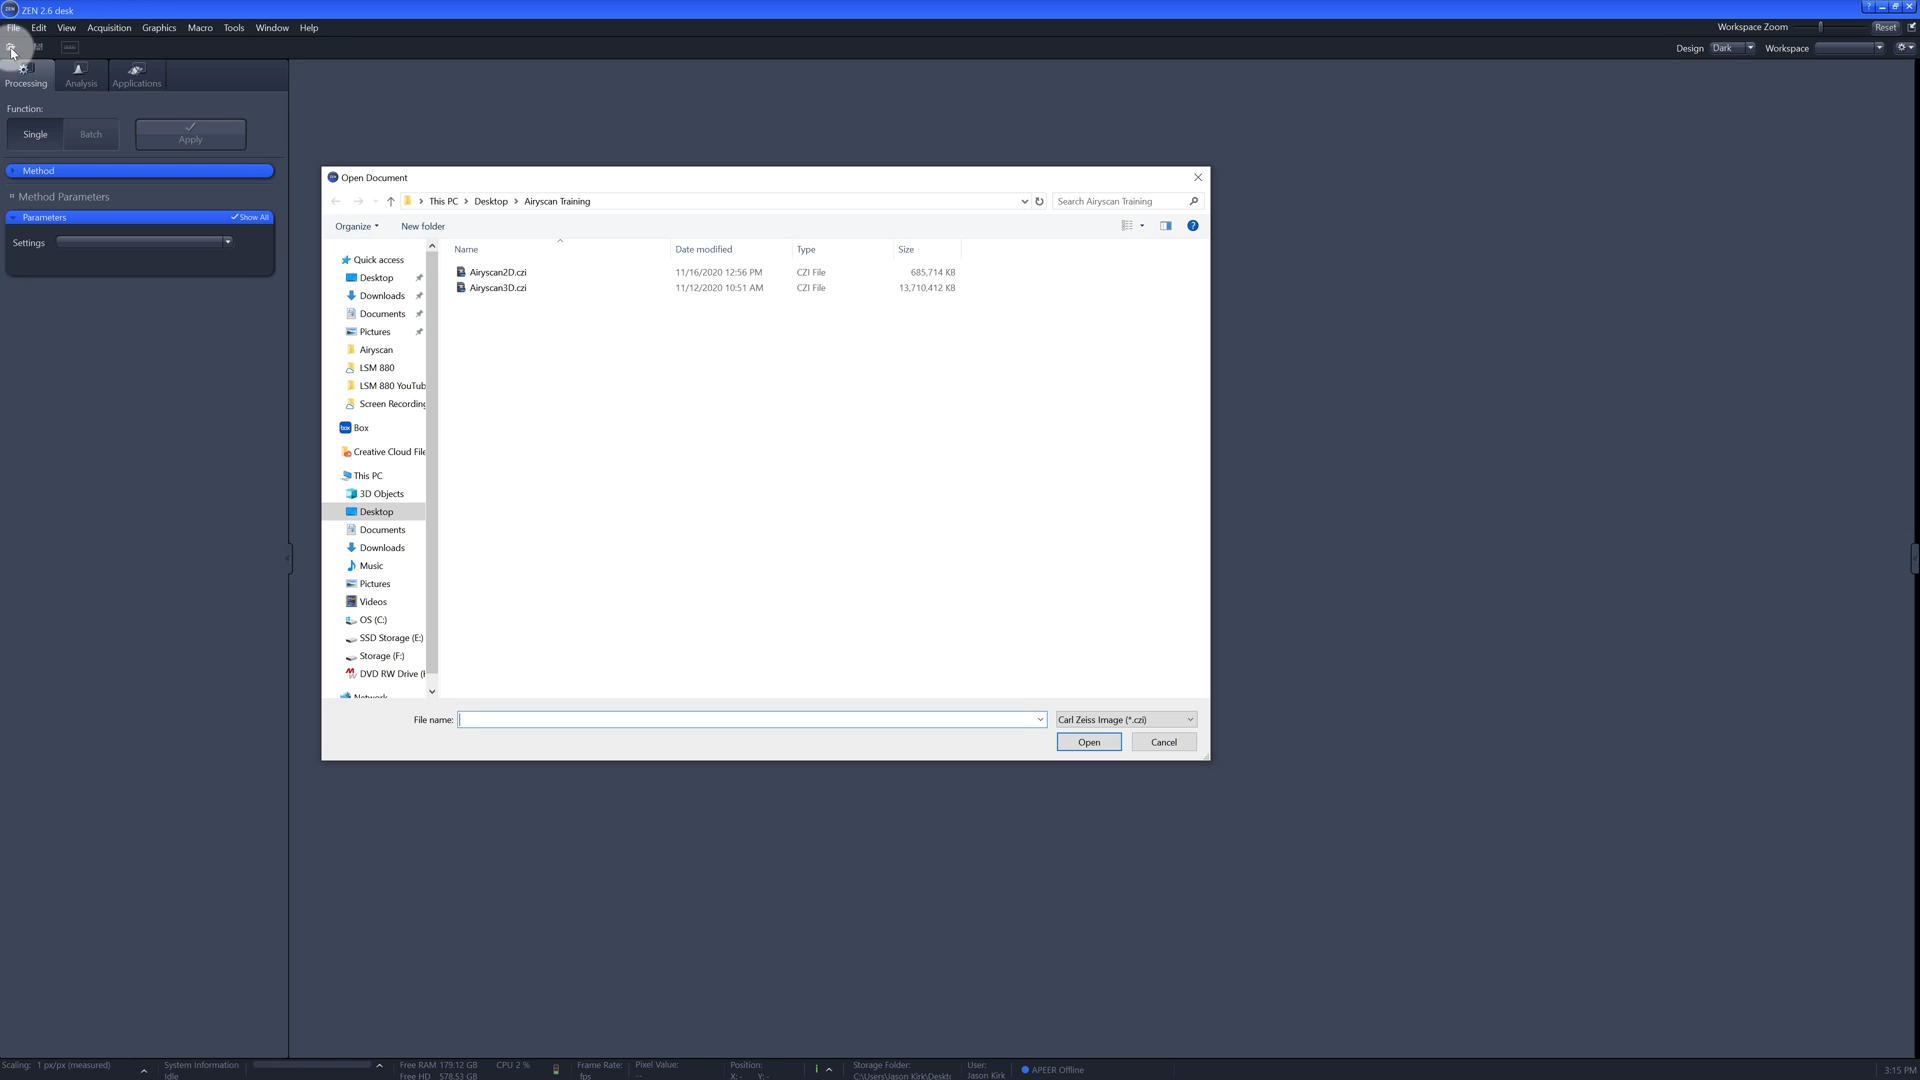 ZEN 2.6 desk
File Edit View Acquisition Graphics Macro Tools Window Help
Workspace Zoom Reset
Design Dark Workspace
Processing Analysis Applications
Function:
Single Batch Apply
Method
Method Parameters
Parameters Show All
Settings
Open Document
This PC > Desktop > Airyscan Training
Search Airyscan Training
Organize New folder
Name Date modified Type Size
Airyscan2D.czi 11/16/2020 12:56 PM CZI File 685,714 KB
Airyscan3D.czi 11/12/2020 10:51 AM CZI File 13,710,412 KB
Quick access
Desktop
Downloads
Documents
Pictures
Airyscan
LSM 880
LSM 880 YouTub
Screen Recording
Box
Creative Cloud File
This PC
3D Objects
Desktop
Documents
Downloads
Music
Pictures
Videos
OS (C:)
SSD Storage (E:)
Storage (F:)
DVD RW Drive (
Network
File name: Carl Zeiss Image (*.czi)
Open Cancel
Scaling: 1 px/px (measured) System Information Free RAM 179.12 GB CPU 2 % Frame Rate: Pixel Value: Position: Storage Folder: User: APEER Offline 3:15 PM
Idle Free HD 578.53 GB fps --- X: - Y: - C:\Users\Jason Kirk\Deskt Jason Kirk